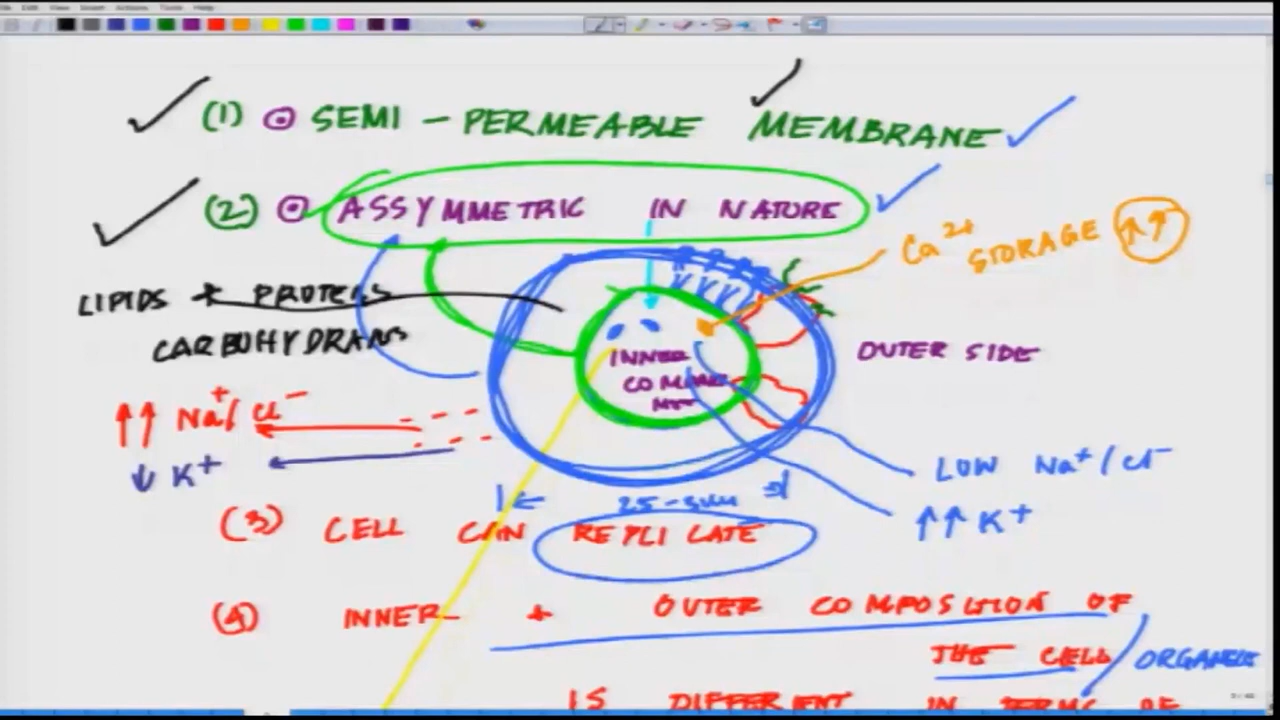 (1) SEMI - PERMEABLE MEMBRANE
(2) ASSYMMETRIC IN NATURE
Ca2+ STORAGE ↑↑
LIPIDS + PROTEINS
CARBOHYDRANS
INNER
OUTER SIDE
↑↑ Na+/Cl-
↓ K+
LOW Na+/Cl-
↑↑ K+
(3) CELL CAN REPLICATE
(4) INNER + OUTER COMPOSITION OF
THE CELL / ORGANELLE
IS DIFFERENT IN TERMS OF